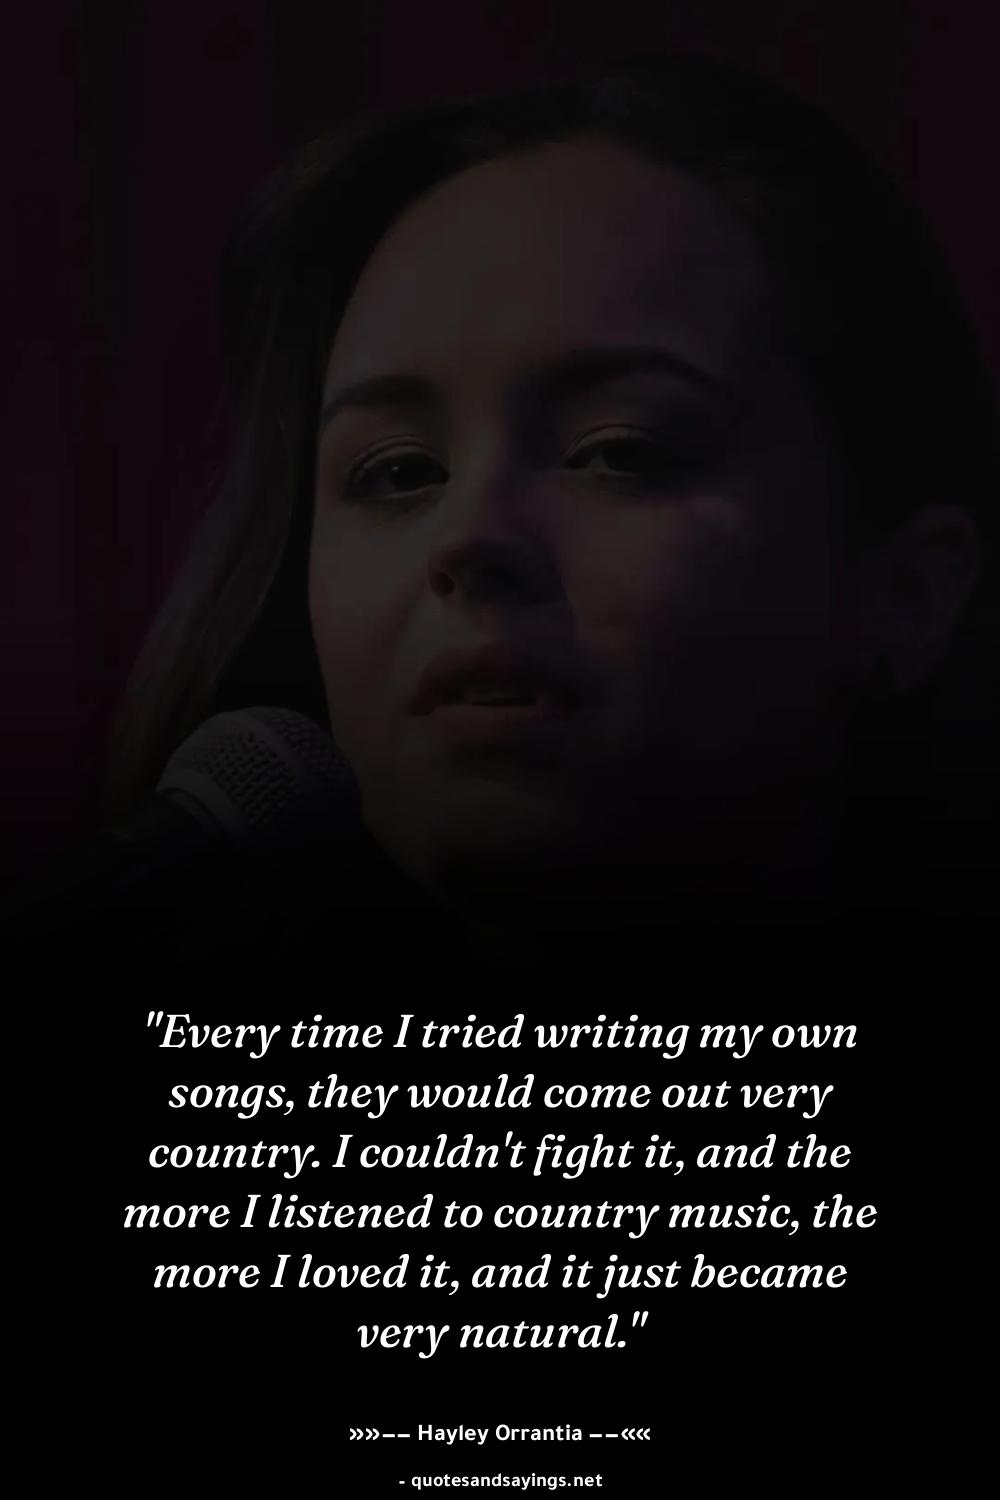 "Every time I tried writing my own
songs, they would come out very
country. I couldn't fight it, and the
more I listened to country music, the
more I loved it, and it just became
very natural."
»»−− Hayley Orrantia −−««
- quotesandsayings.net